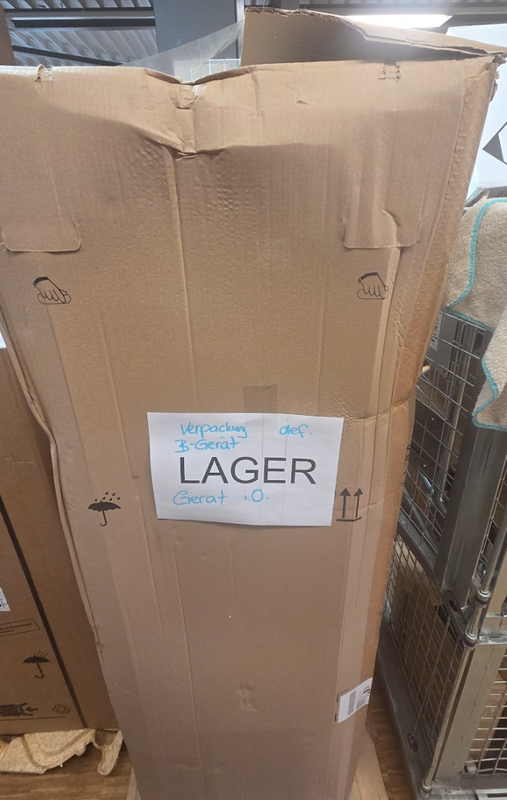 Verpackung def.
B-Gerät
LAGER
Gerät i.O.